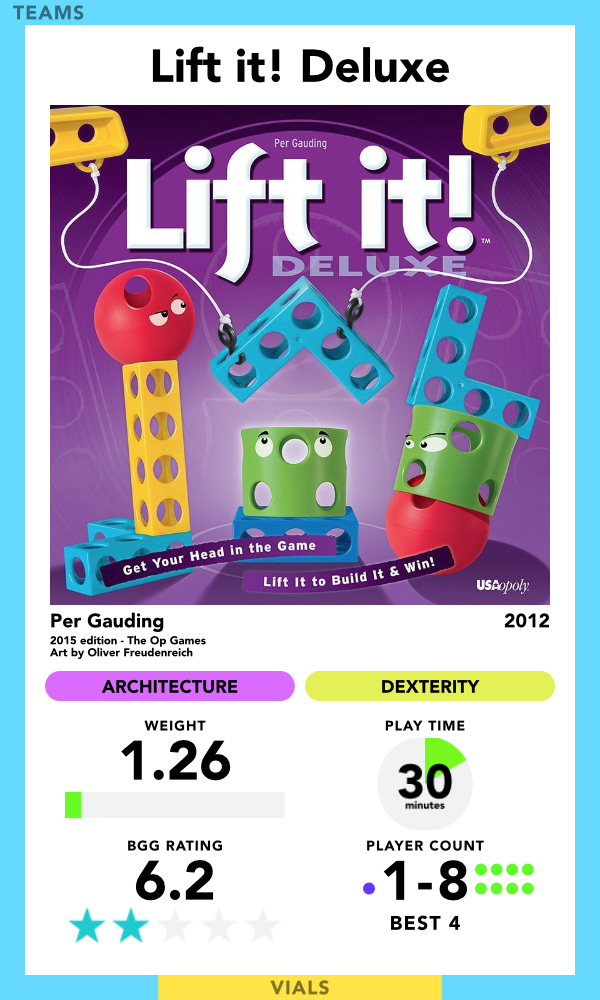 TEAMS
Lift it! Deluxe
Per Gauding
Lift it!™
DELUXE
Get Your Head in the Game
Lift It to Build It & Win!
USAopoly
Per Gauding 2012
2015 edition - The Op Games
Art by Oliver Freudenreich
ARCHITECTURE DEXTERITY
WEIGHT PLAY TIME
1.26 30
minutes
BGG RATING PLAYER COUNT
6.2 1-8
BEST 4
VIALS